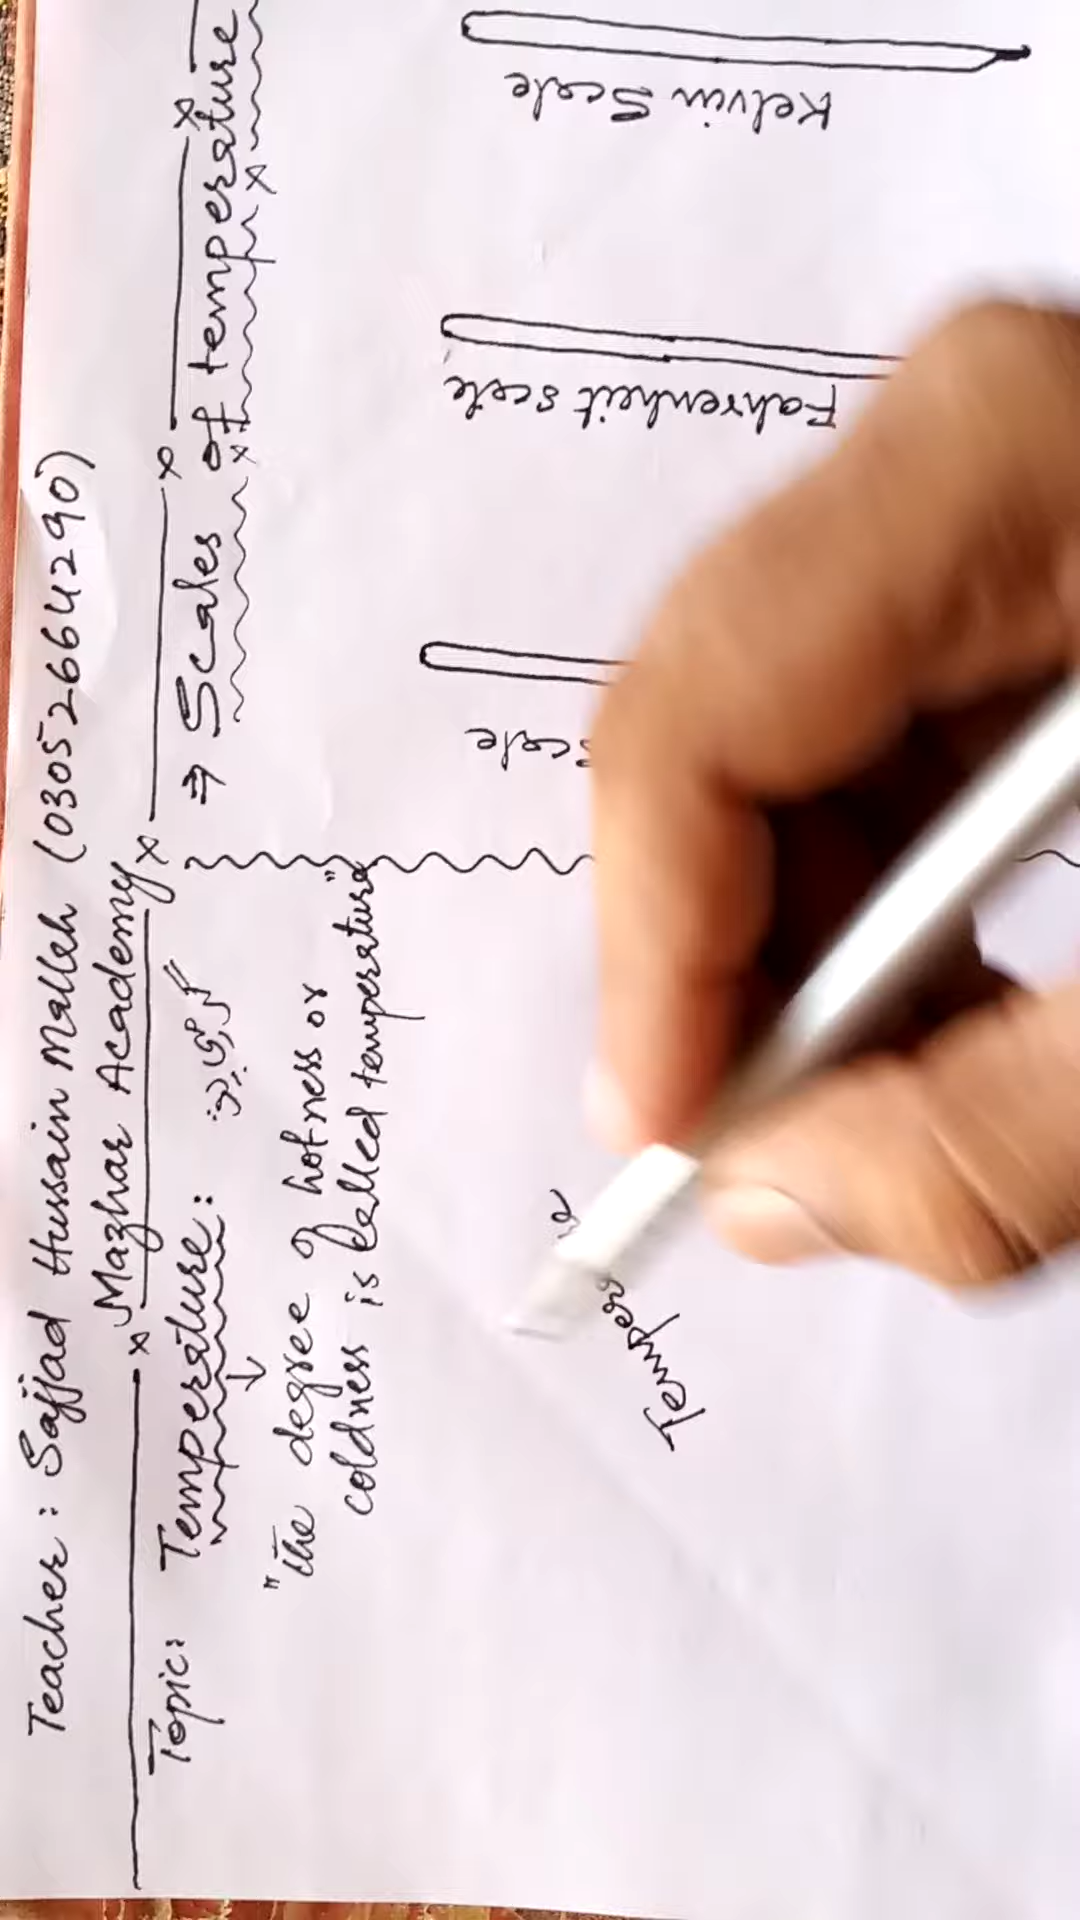 Teacher : Sajjad Hussain Mallah (03052664290)
Mazhar Academy
Topic: Temperature :
"The degree of hotness or
coldness is called temperature"
⇒ Scales of temperature
Scale
Fahrenheit Scale
Kelvin Scale